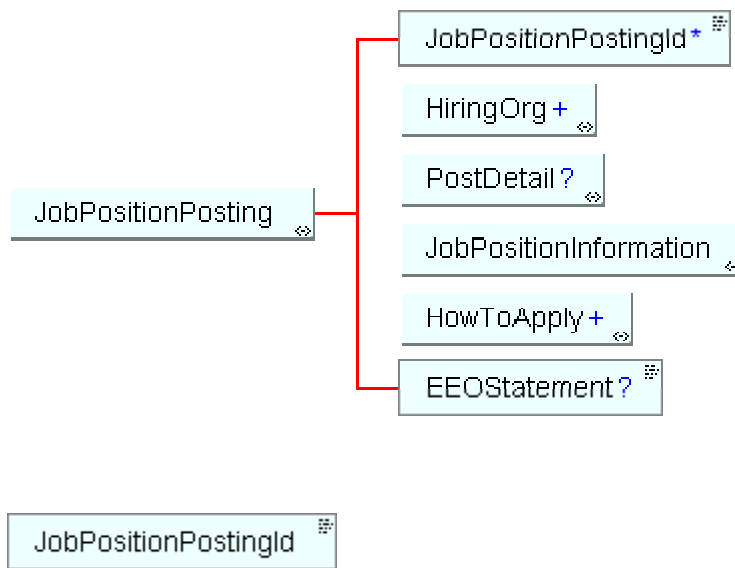 JobPositionPostingId*
HiringOrg+
PostDetail?
JobPositionPosting
JobPositionInformation
HowToApply+
EEOStatement?
JobPositionPostingId